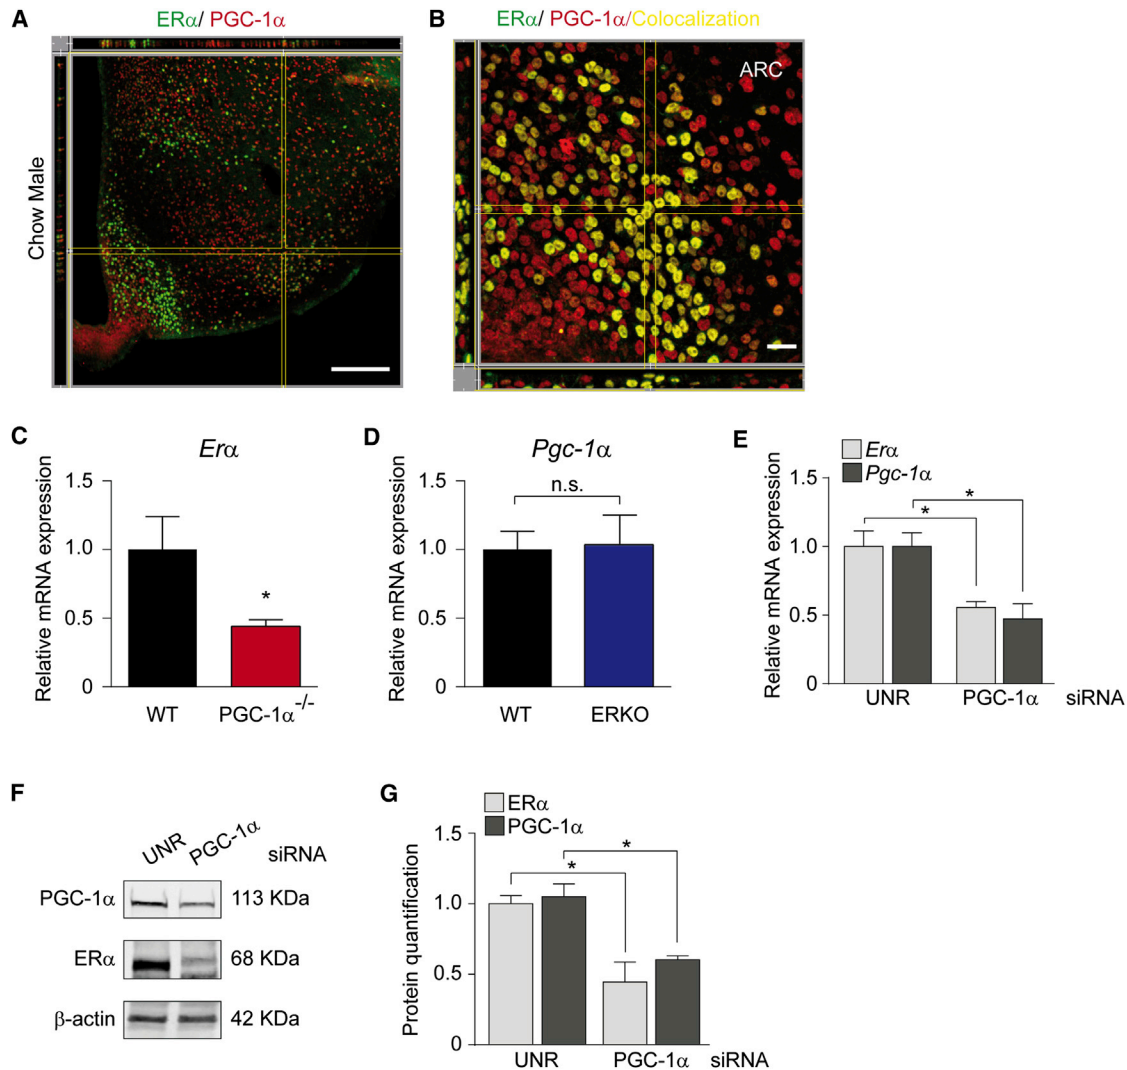 A
ERα/ PGC-1α
Chow Male
B
ERα/ PGC-1α/Colocalization
ARC
C
Erα
Relative mRNA expression
1.5
1.0
0.5
0
*
WT
PGC-1α-/-
D
Pgc-1α
Relative mRNA expression
1.5
1.0
0.5
0
n.s.
WT
ERKO
E
Erα
Pgc-1α
Relative mRNA expression
1.5
1.0
0.5
0
*
*
UNR
PGC-1α
siRNA
F
UNR
PGC-1α
siRNA
PGC-1α
113 KDa
ERα
68 KDa
β-actin
42 KDa
G
ERα
PGC-1α
Protein quantification
1.5
1.0
0.5
0
*
*
UNR
PGC-1α
siRNA